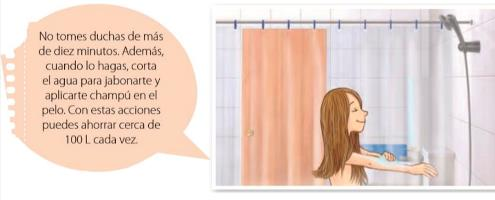 No tomes duchas de más
de diez minutos. Además,
cuando lo hagas, corta
el agua para jabonarte y
aplicarte champú en el
pelo. Con estas acciones
puedes ahorrar cerca de
100 L cada vez.